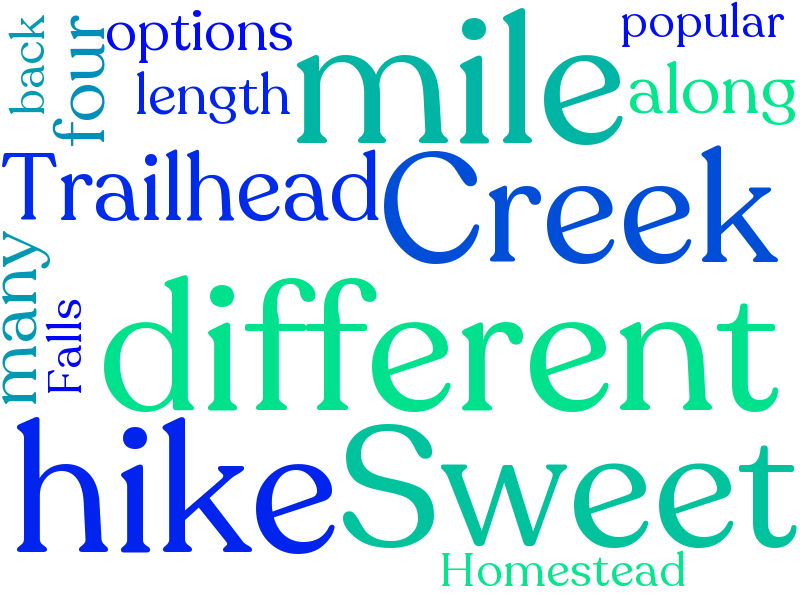 back
four
options
popular
length
mile
along
Trailhead
Creek
many
Falls
different
hike
Sweet
Homestead